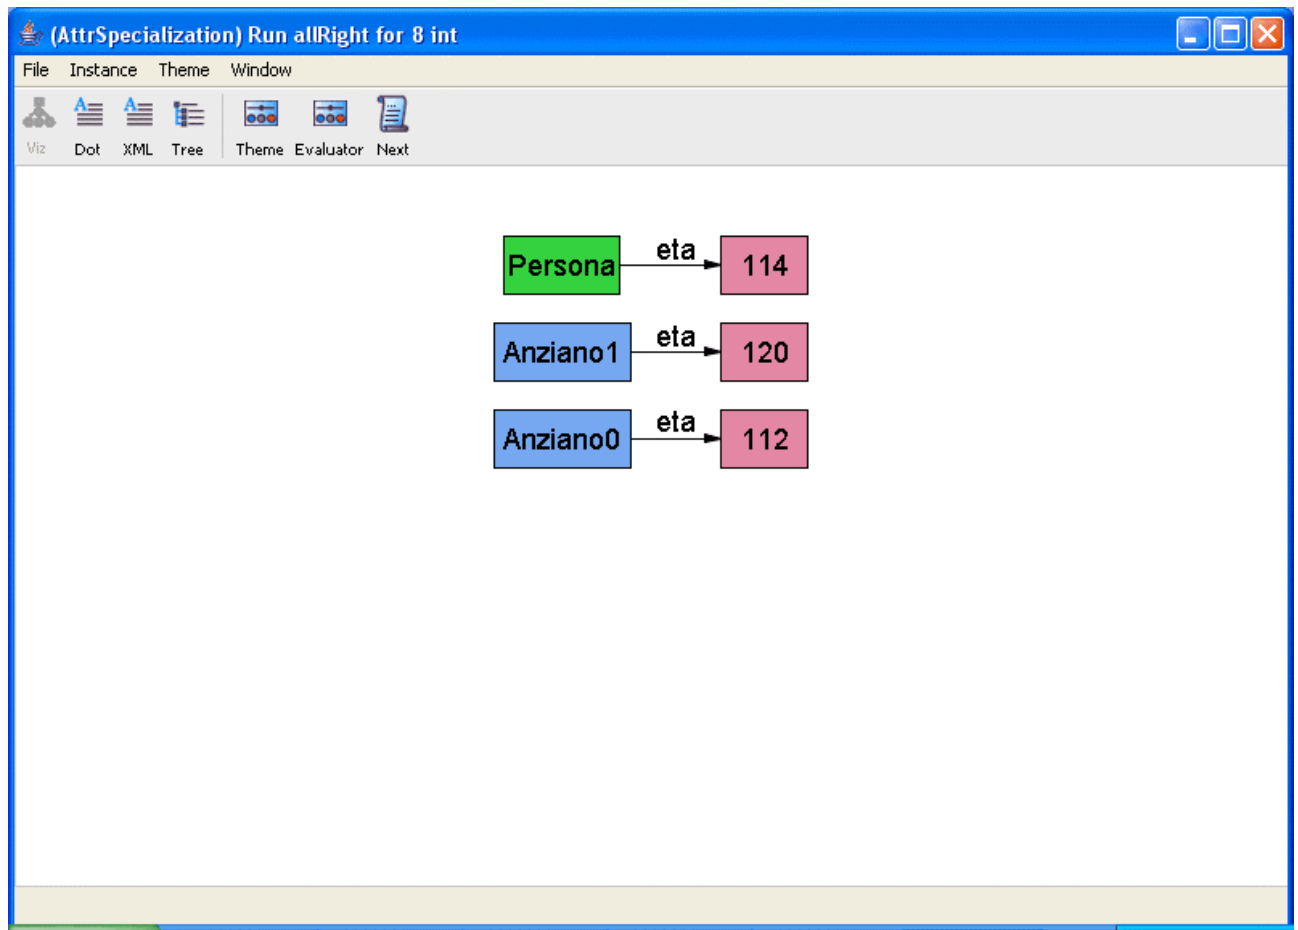 (AttrSpecialization) Run allRight for 8 int
File Instance Theme Window
Viz Dot XML Tree Theme Evaluator Next
Persona eta 114
Anziano1 eta 120
Anziano0 eta 112